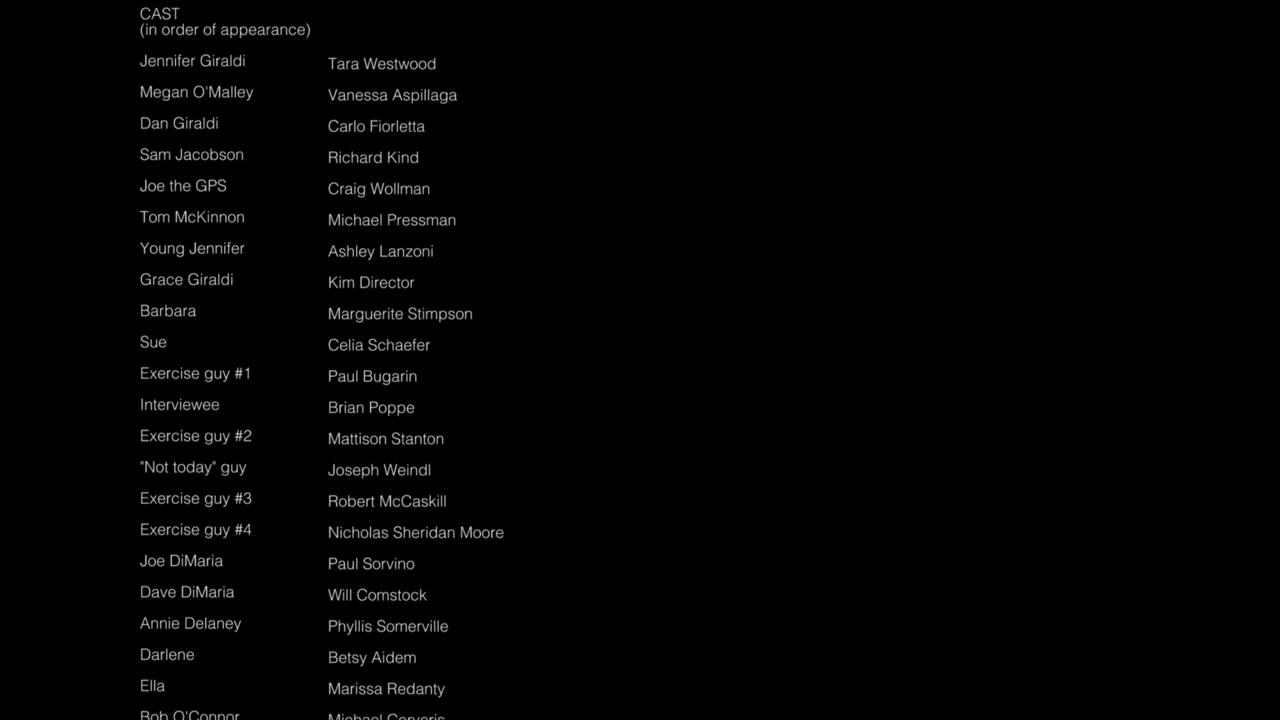 CAST
(in order of appearance)
Jennifer Giraldi Tara Westwood
Megan O'Malley Vanessa Aspillaga
Dan Giraldi Carlo Fiorletta
Sam Jacobson Richard Kind
Joe the GPS Craig Wollman
Tom McKinnon Michael Pressman
Young Jennifer Ashley Lanzoni
Grace Giraldi Kim Director
Barbara Marguerite Stimpson
Sue Celia Schaefer
Exercise guy #1 Paul Bugarin
Interviewee Brian Poppe
Exercise guy #2 Mattison Stanton
"Not today" guy Joseph Weindl
Exercise guy #3 Robert McCaskill
Exercise guy #4 Nicholas Sheridan Moore
Joe DiMaria Paul Sorvino
Dave DiMaria Will Comstock
Annie Delaney Phyllis Somerville
Darlene Betsy Aidem
Ella Marissa Redanty
Bob O'Connor Michael Cerveris